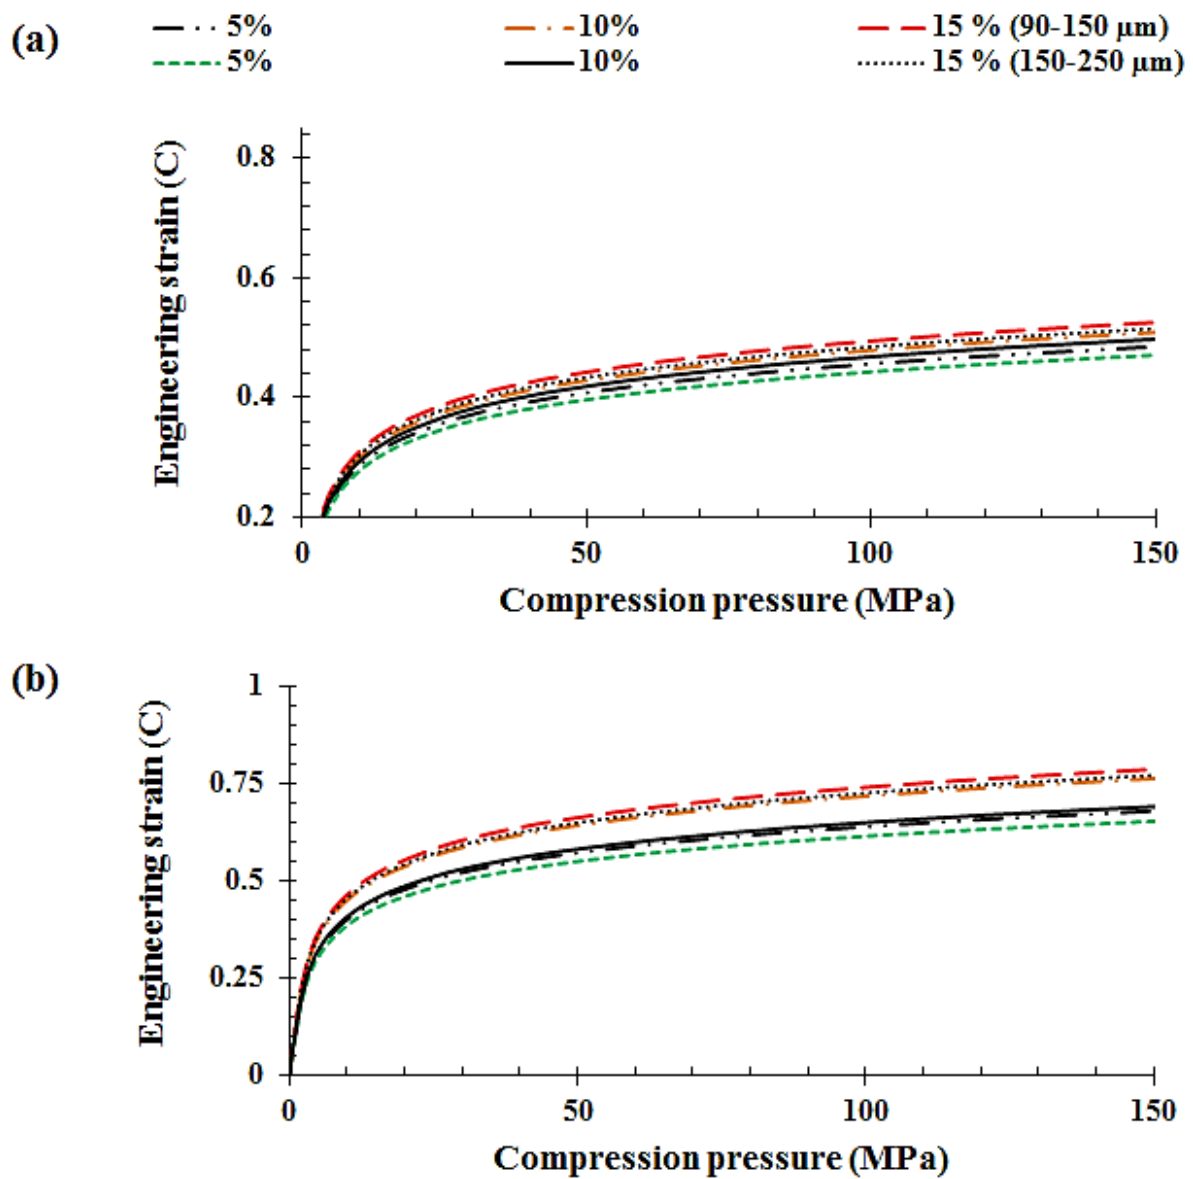 (a)
5% 10% 15 % (90-150 µm)
5% 10% 15 % (150-250 µm)
Engineering strain (C)
0.8
0.6
0.4
0.2
0 50 100 150
Compression pressure (MPa)
(b)
Engineering strain (C)
1
0.75
0.5
0.25
0
0 50 100 150
Compression pressure (MPa)